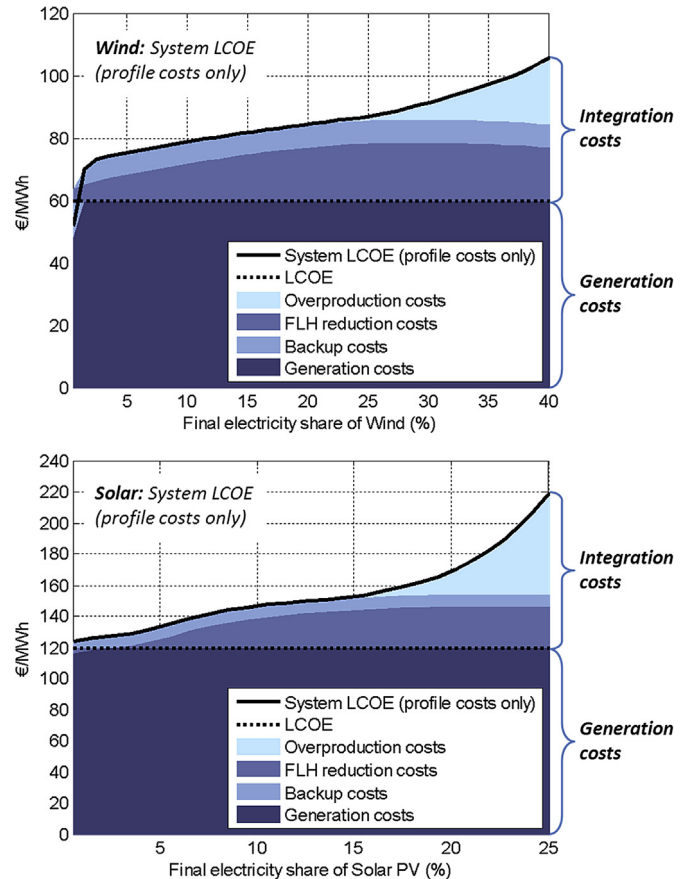 120
100
80
60
40
20
0
€/MWh
Wind: System LCOE
(profile costs only)
System LCOE (profile costs only)
LCOE
Overproduction costs
FLH reduction costs
Backup costs
Generation costs
5 10 15 20 25 30 35 40
Final electricity share of Wind (%)
Integration
costs
Generation
costs
240
220
200
180
160
140
120
100
80
60
40
20
0
€/MWh
Solar: System LCOE
(profile costs only)
System LCOE (profile costs only)
LCOE
Overproduction costs
FLH reduction costs
Backup costs
Generation costs
5 10 15 20 25
Final electricity share of Solar PV (%)
Integration
costs
Generation
costs